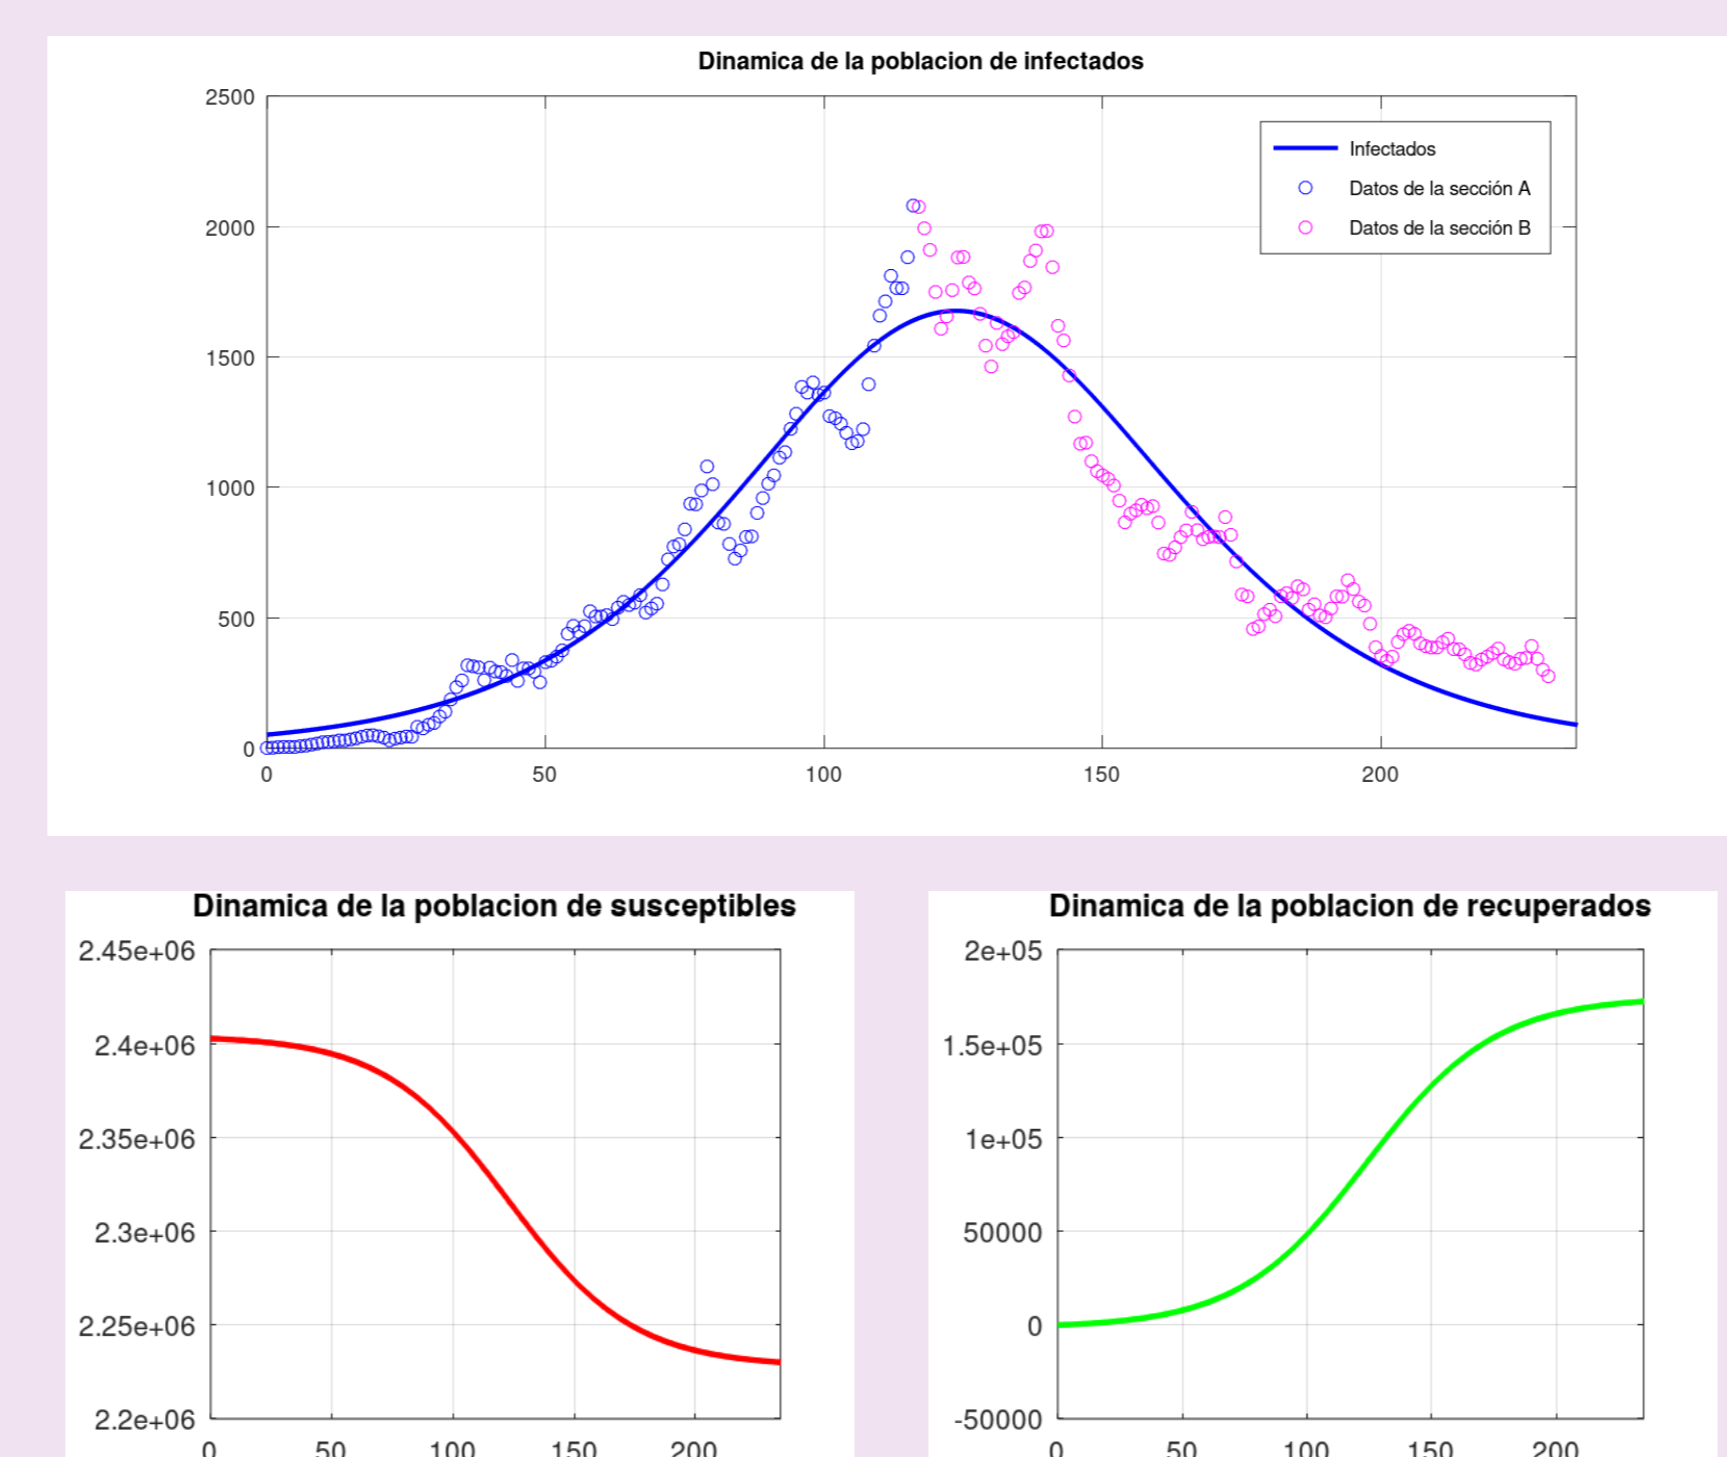 Dinamica de la poblacion de infectados
2500
2000
1500
1000
500
0
0 50 100 150 200
Infectados
Datos de la sección A
Datos de la sección B
Dinamica de la poblacion de susceptibles
2.45e+06
2.4e+06
2.35e+06
2.3e+06
2.25e+06
2.2e+06
0 50 100 150 200
Dinamica de la poblacion de recuperados
2e+05
1.5e+05
1e+05
50000
0
-50000
0 50 100 150 200